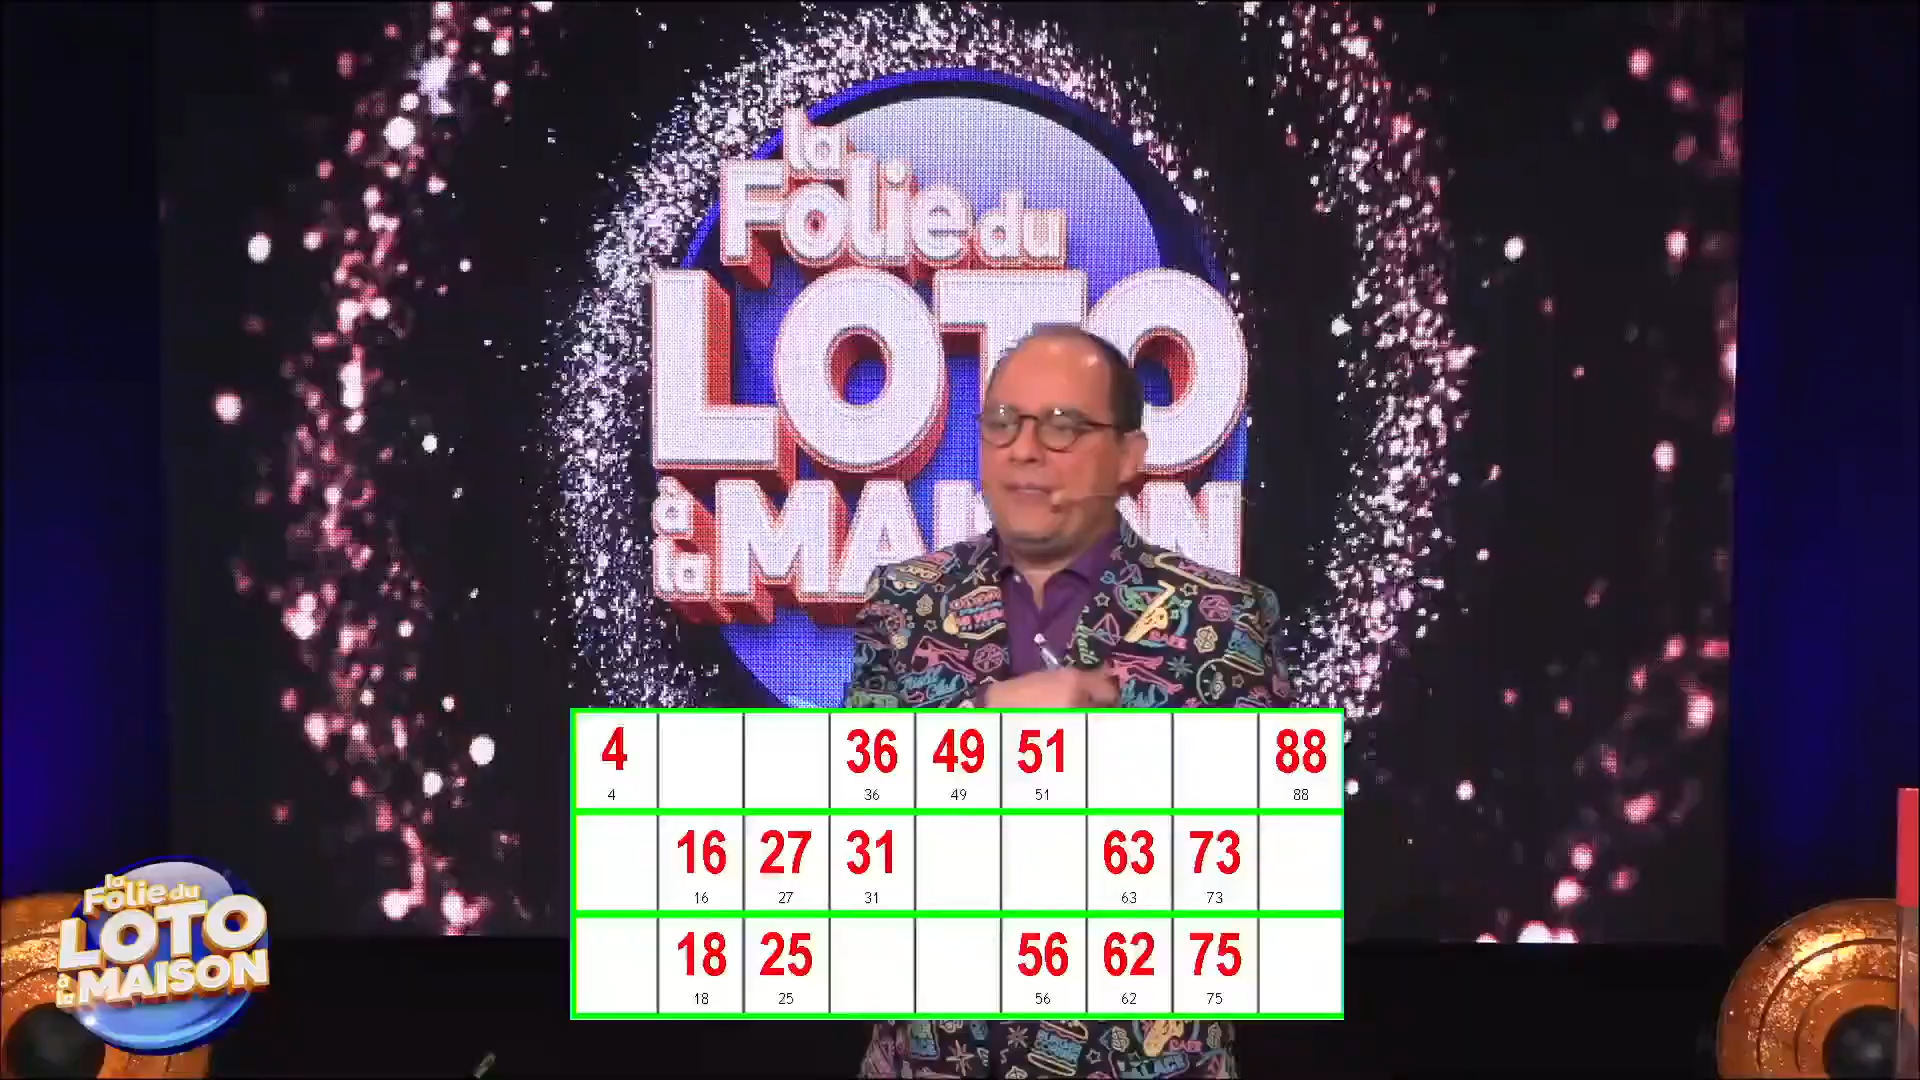 la
Folie du
LOTO
à la MAISON
4 36 49 51 88
4 36 49 51 88
16 27 31 63 73
16 27 31 63 73
18 25 56 62 75
18 25 56 62 75
la
Folie du
LOTO
à la MAISON